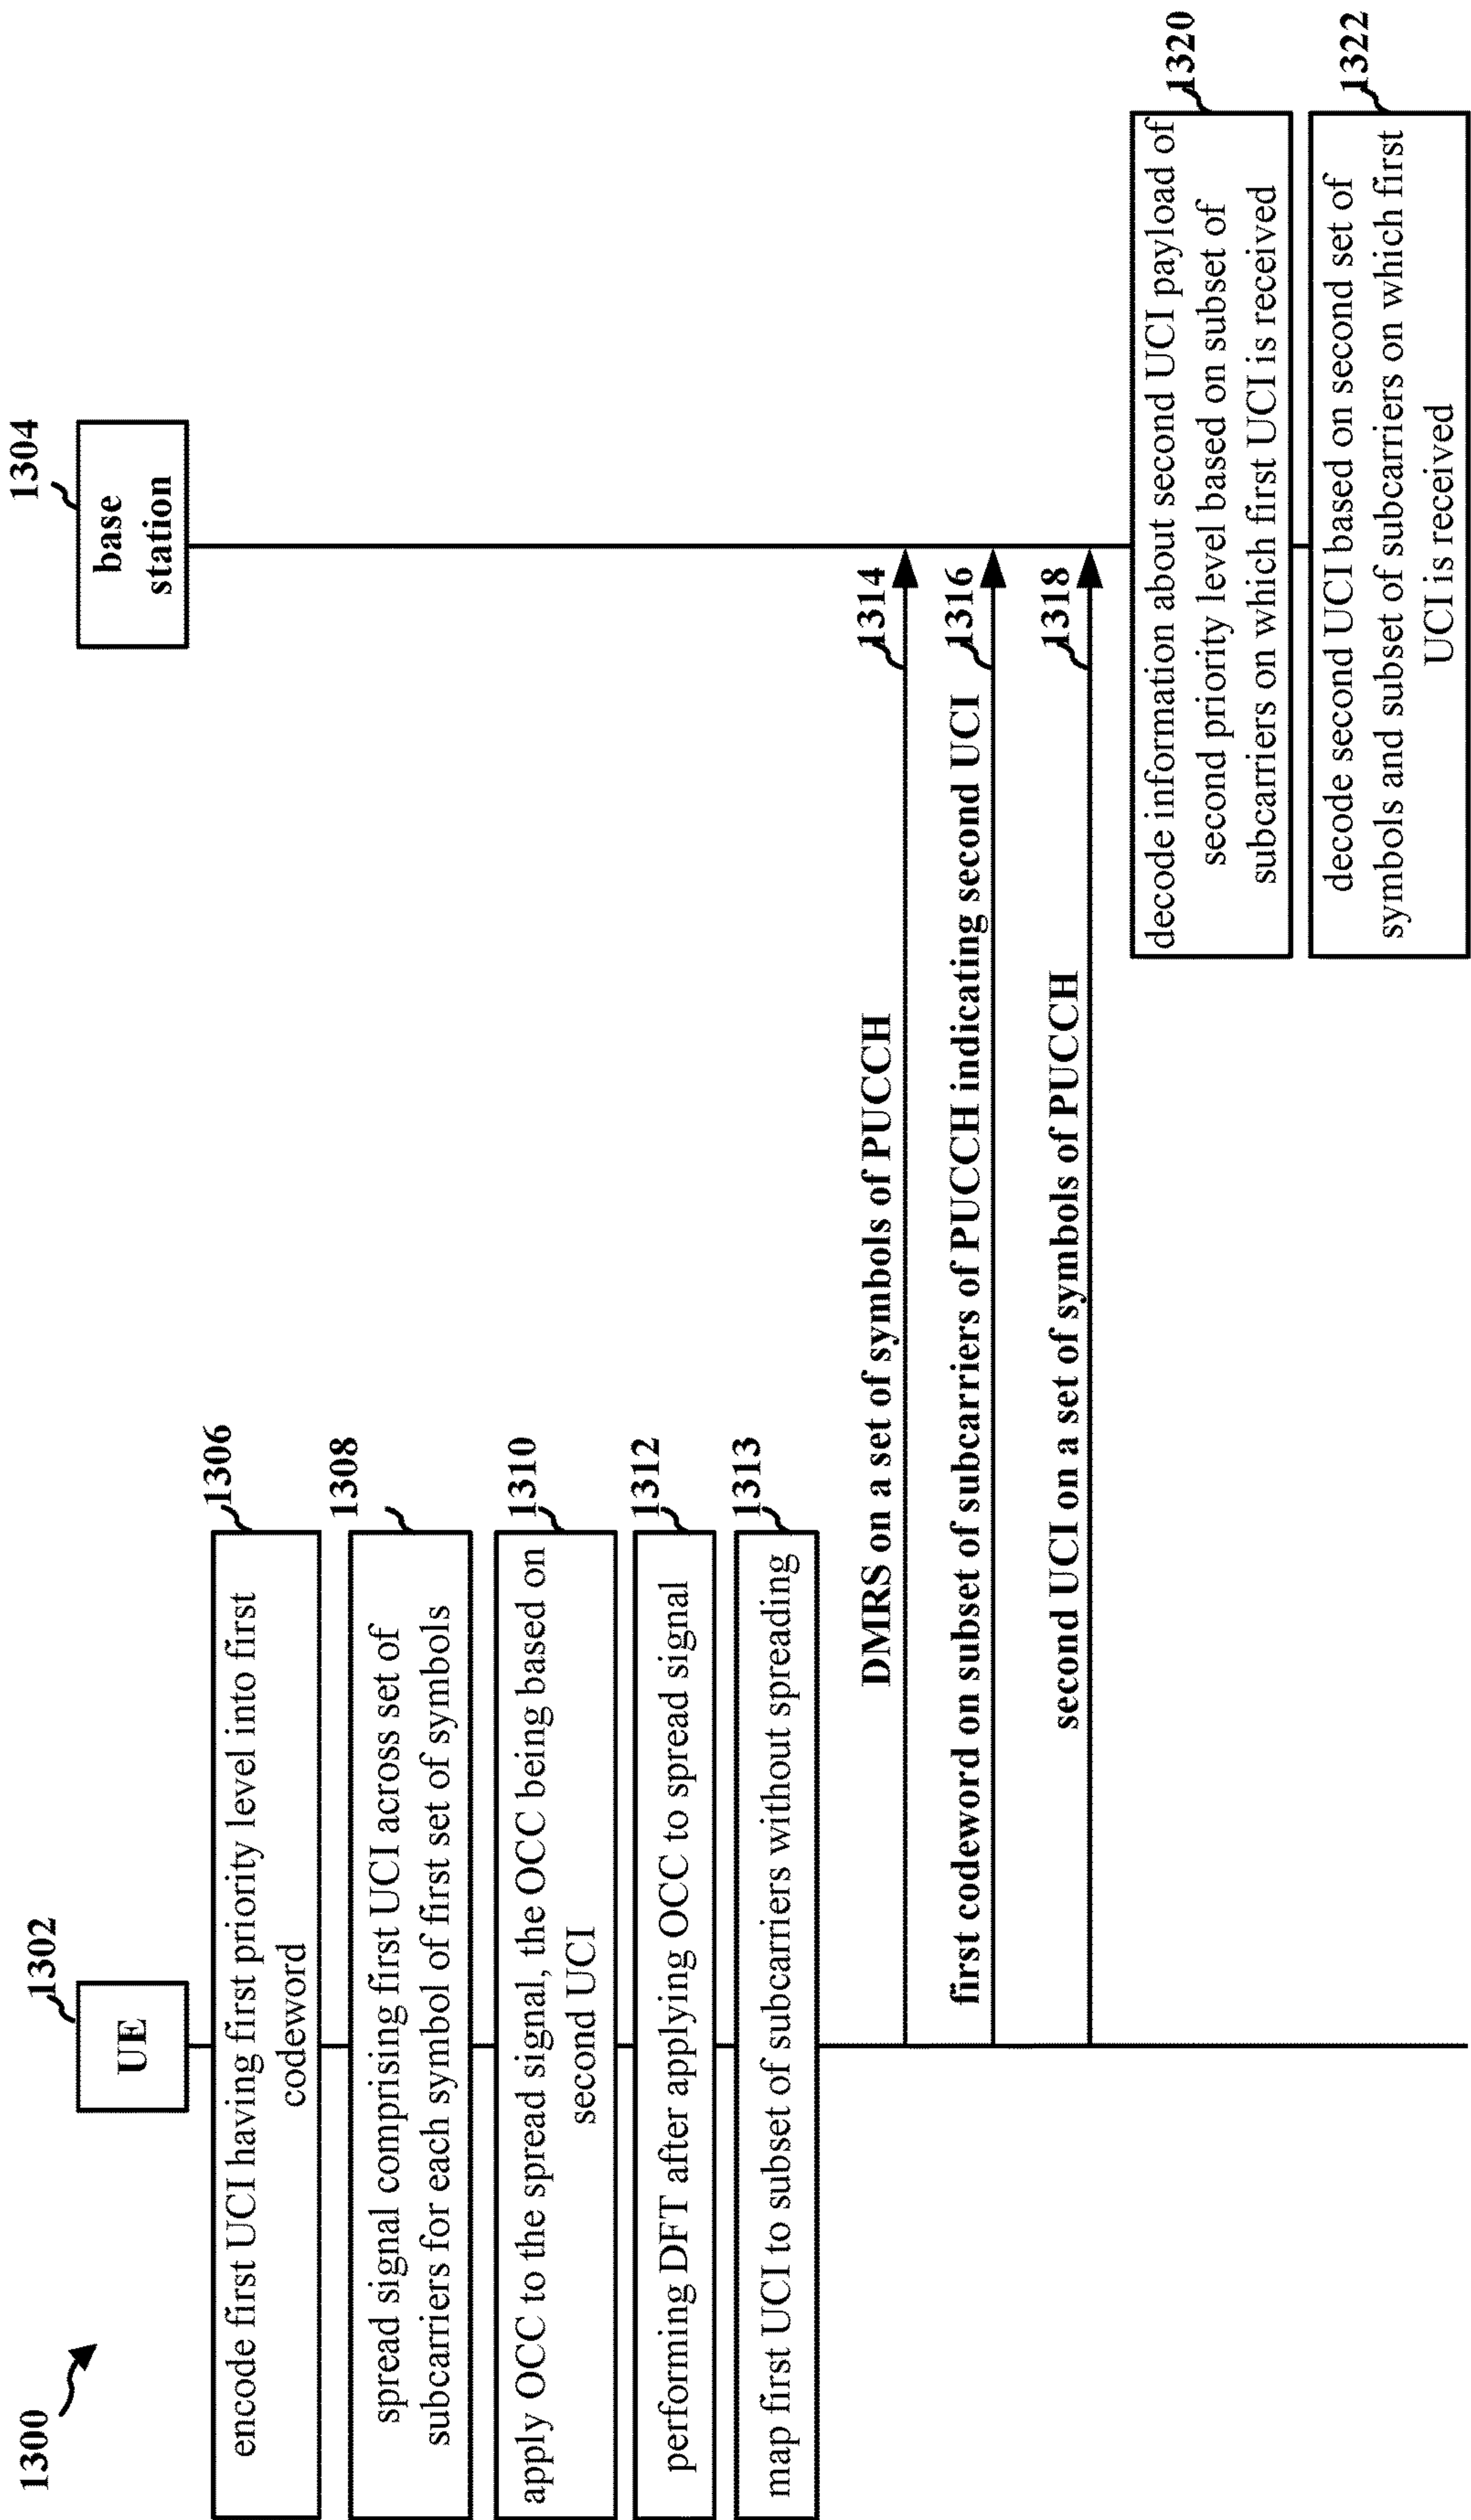 1300
1302
UE
1304
base
station
1306
encode first UCI having first priority level into first
codeword
1308
spread signal comprising first UCI across set of
subcarriers for each symbol of first set of symbols
1310
apply OCC to the spread signal, the OCC being based on
second UCI
1312
performing DFT after applying OCC to spread signal
1313
map first UCI to subset of subcarriers without spreading
DMRS on a set of symbols of PUCCH
1314
first codeword on subset of subcarriers of PUCCH indicating second UCI
1316
second UCI on a set of symbols of PUCCH
1318
1320
decode information about second UCI payload of
second priority level based on subset of
subcarriers on which first UCI is received
1322
decode second UCI based on second set of
symbols and subset of subcarriers on which first
UCI is received